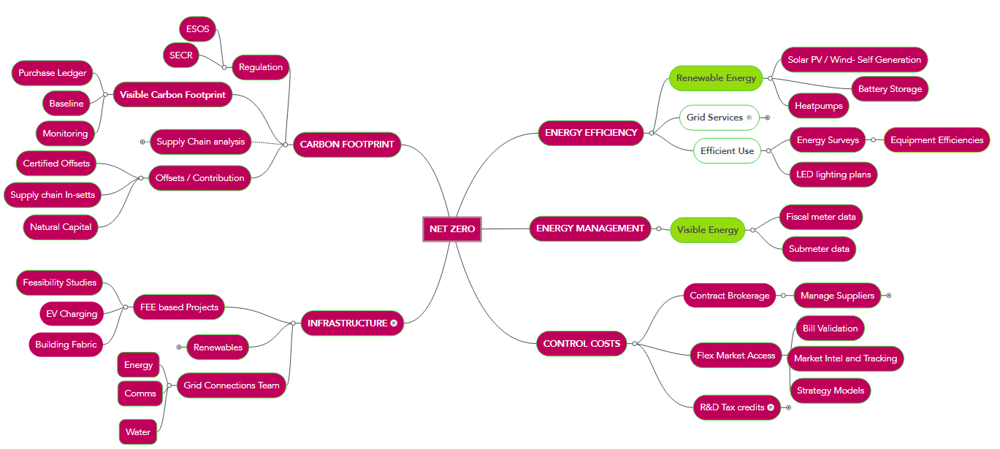 NET ZERO
CARBON FOOTPRINT
Regulation
ESOS
SECR
Visible Carbon Footprint
Purchase Ledger
Baseline
Monitoring
Supply Chain analysis
Offsets / Contribution
Certified Offsets
Supply chain In-setts
Natural Capital
INFRASTRUCTURE
FEE based Projects
Feasibility Studies
EV Charging
Building Fabric
Renewables
Grid Connections Team
Energy
Comms
Water
ENERGY EFFICIENCY
Renewable Energy
Solar PV / Wind- Self Generation
Battery Storage
Heatpumps
Grid Services
Efficient Use
Energy Surveys
Equipment Efficiencies
LED lighting plans
ENERGY MANAGEMENT
Visible Energy
Fiscal meter data
Submeter data
CONTROL COSTS
Contract Brokerage
Manage Suppliers
Flex Market Access
Bill Validation
Market Intel and Tracking
Strategy Models
R&D Tax credits